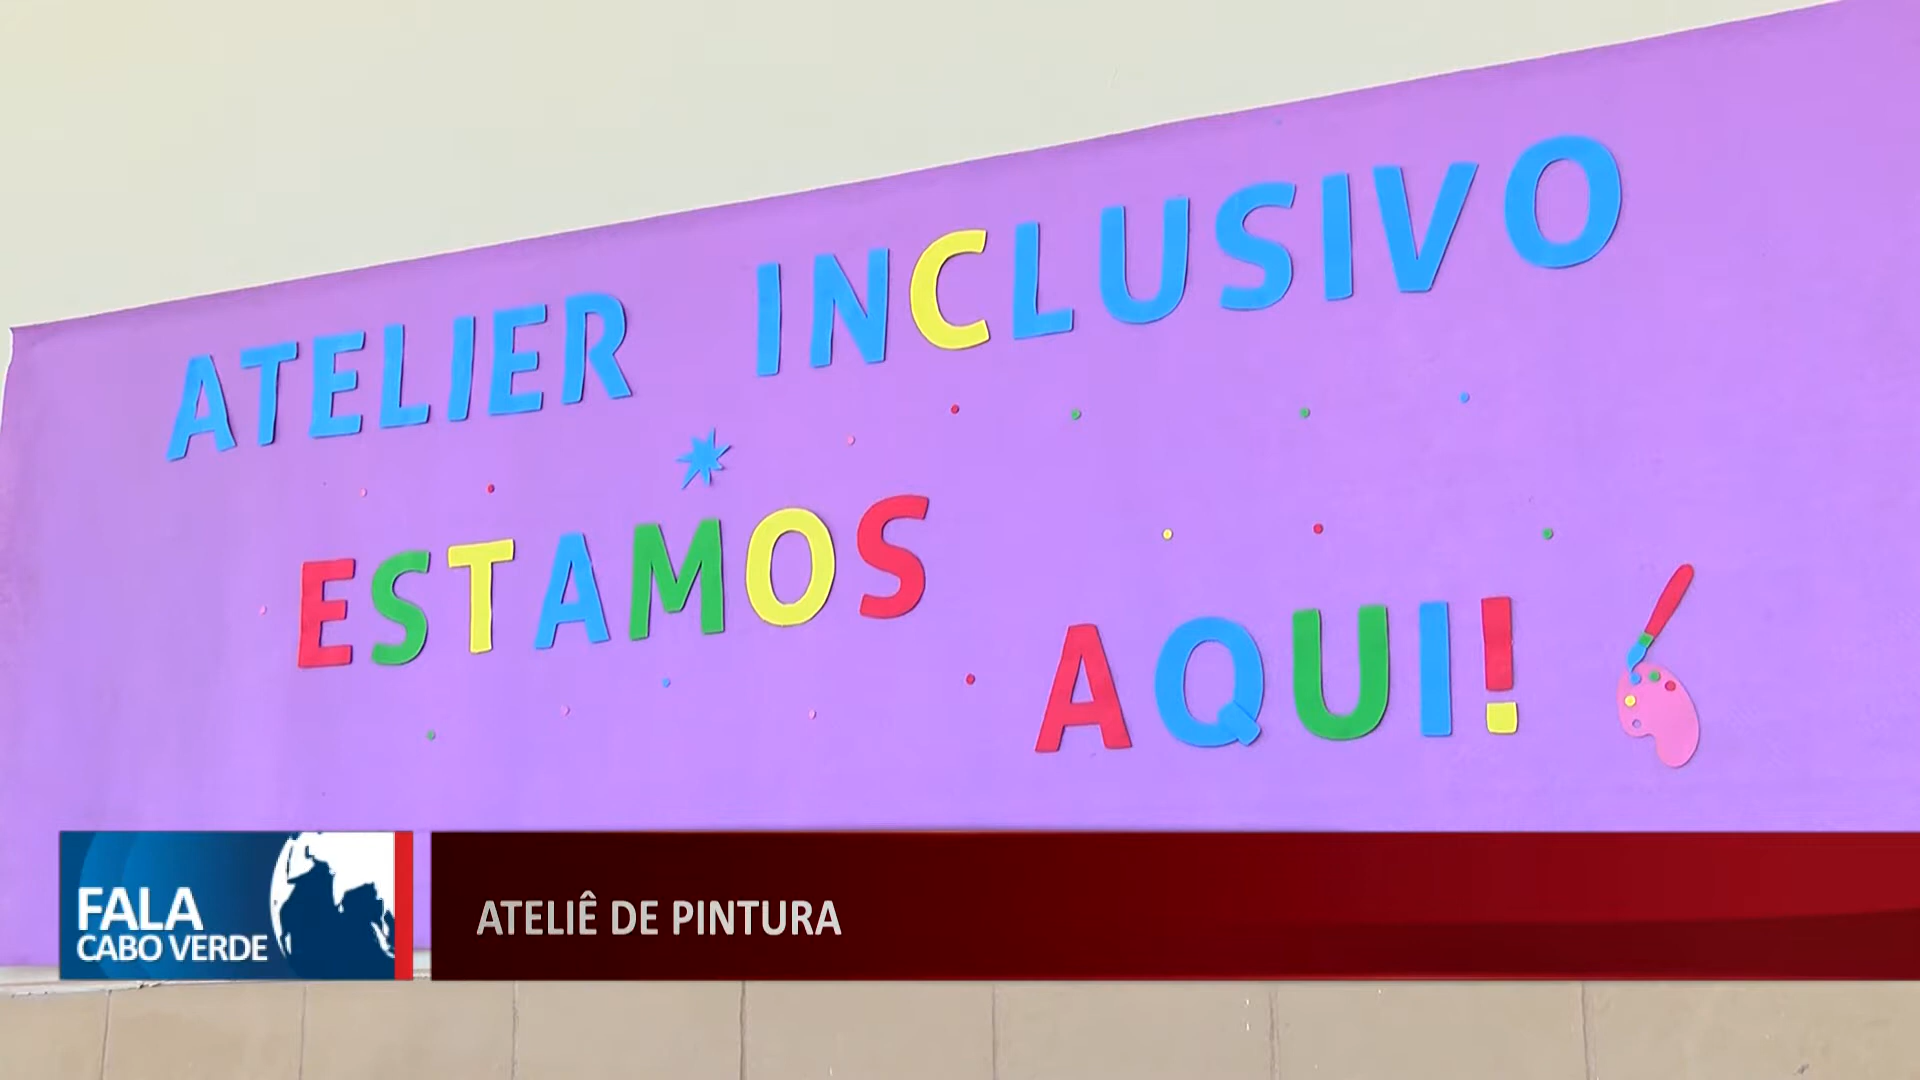 ATELIER INCLUSIVO
ESTAMOS
AQUI!
FALA
CABO VERDE
ATELIÊ DE PINTURA